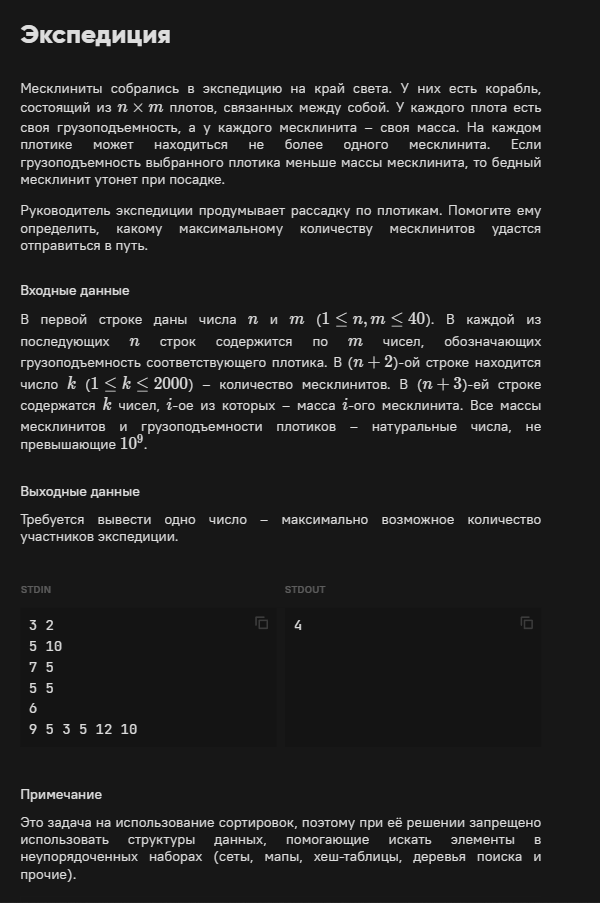 Экспедиция
Месклиниты собрались в экспедицию на край света. У них есть корабль,
состоящий из n × m плотов, связанных между собой. У каждого плота есть
своя грузоподъемность, а у каждого месклинита – своя масса. На каждом
плотике может находиться не более одного месклинита. Если
грузоподъемность выбранного плотика меньше массы месклинита, то бедный
месклинит утонет при посадке.
Руководитель экспедиции продумывает рассадку по плотикам. Помогите ему
определить, какому максимальному количеству месклинитов удастся
отправиться в путь.
Входные данные
В первой строке даны числа n и m (1 ≤ n, m ≤ 40). В каждой из
последующих n строк содержится по m чисел, обозначающих
грузоподъемность соответствующего плотика. В (n + 2)-ой строке находится
число k (1 ≤ k ≤ 2000) – количество месклинитов. В (n + 3)-ей строке
содержатся k чисел, i-ое из которых – масса i-ого месклинита. Все массы
месклинитов и грузоподъемности плотиков – натуральные числа, не
превышающие 10⁹.
Выходные данные
Требуется вывести одно число – максимально возможное количество
участников экспедиции.
STDIN
3 2
5 10
7 5
5 5
6
9 5 3 5 12 10
STDOUT
4
Примечание
Это задача на использование сортировок, поэтому при её решении запрещено
использовать структуры данных, помогающие искать элементы в
неупорядоченных наборах (сеты, мапы, хеш-таблицы, деревья поиска и
прочие).